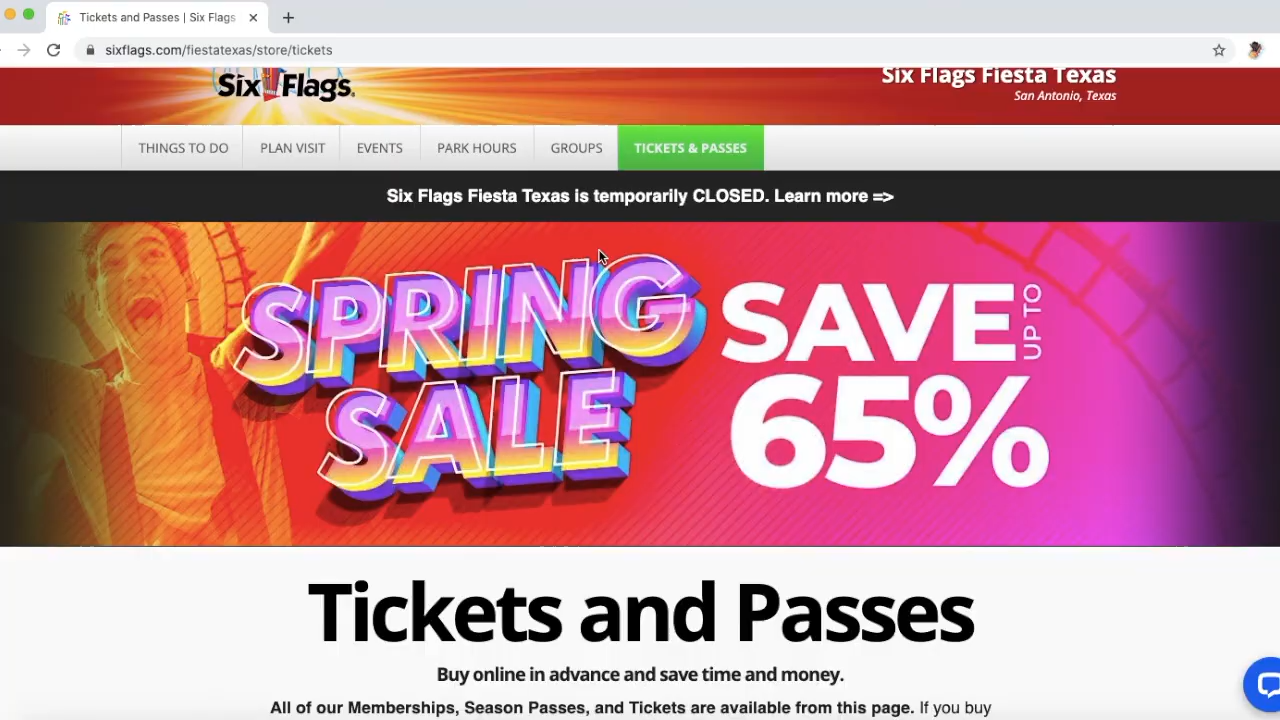 Tickets and Passes | Six Flags
sixflags.com/fiestatexas/store/tickets
Six Flags
Six Flags Fiesta Texas
San Antonio, Texas
THINGS TO DO PLAN VISIT EVENTS PARK HOURS GROUPS TICKETS & PASSES
Six Flags Fiesta Texas is temporarily CLOSED. Learn more =>
SPRING
SALE
SAVE UP TO
65%
Tickets and Passes
Buy online in advance and save time and money.
All of our Memberships, Season Passes, and Tickets are available from this page. If you buy